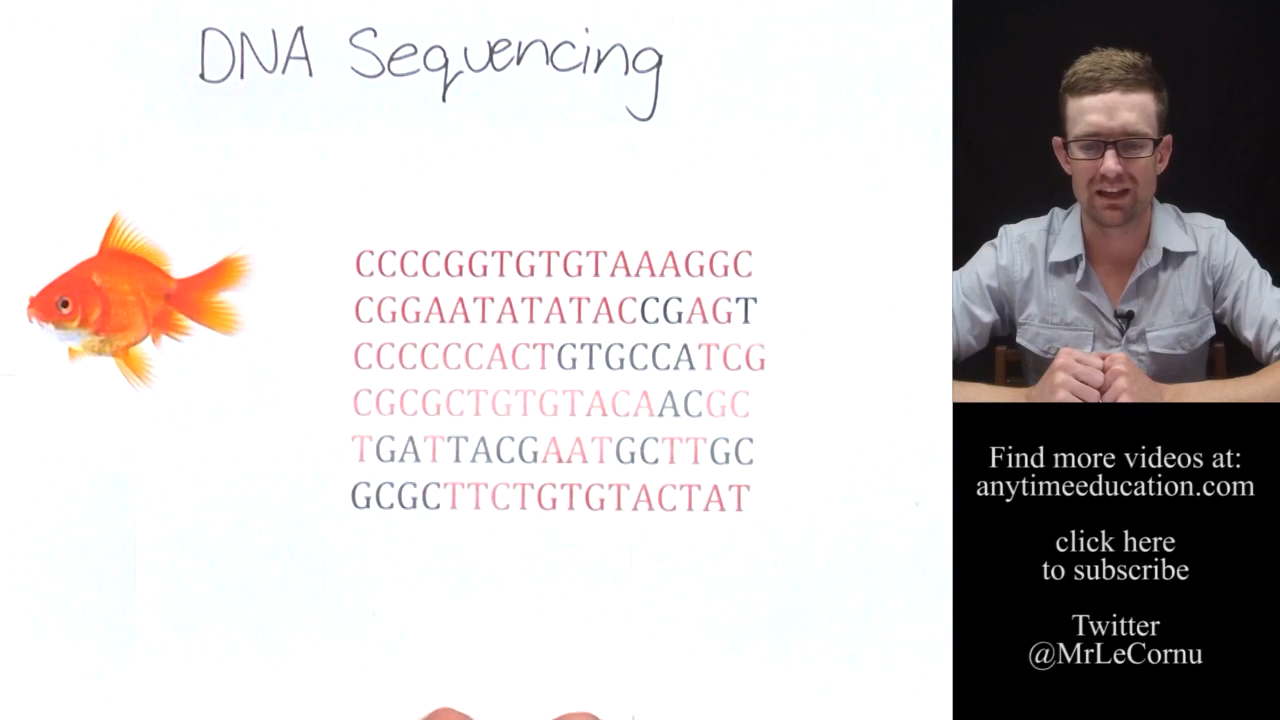 DNA Sequencing
CCCCGGTGTGTAAAGGC
CGGAATATATACCGAGT
CCCCCCACTGTGCCATCG
CGCGCTGTGTACAACGC
TGATTACGAATGCTTGC
GCGCTTCTGTGTACTAT
Find more videos at:
anytimeeducation.com
click here
to subscribe
Twitter
@MrLeCornu